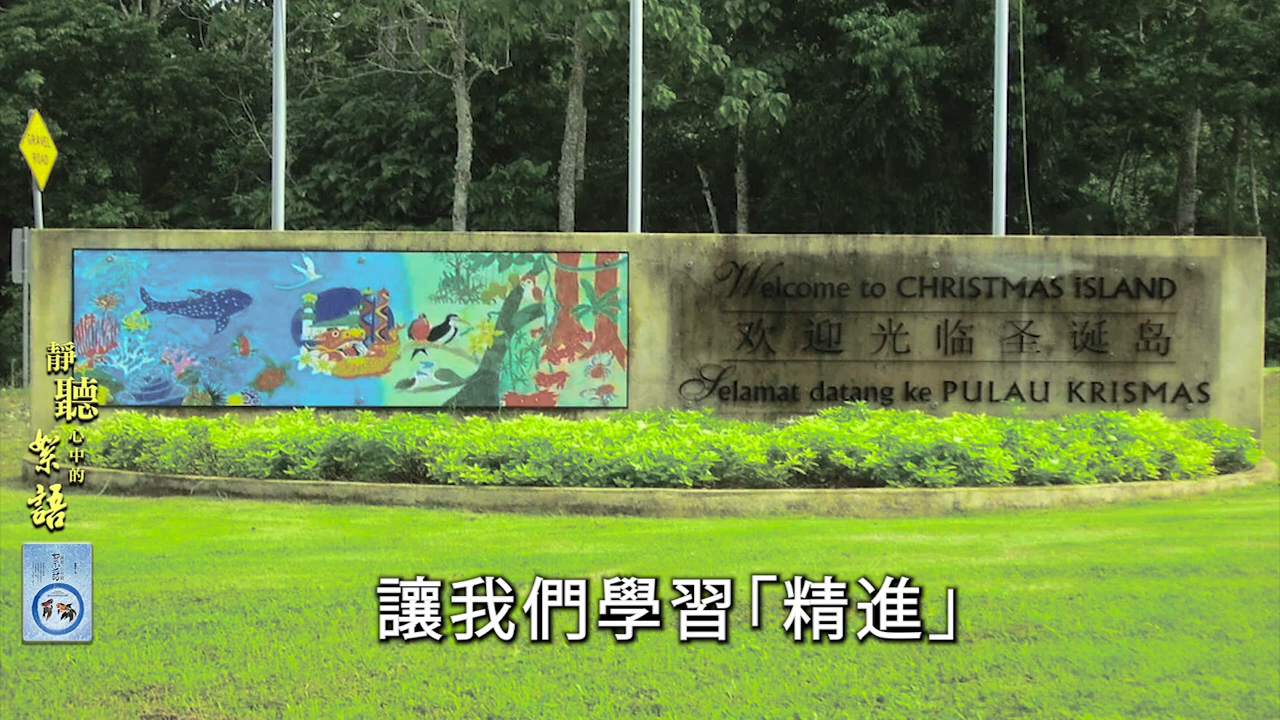 GRAVEL
ROAD
Welcome to CHRISTMAS iSLAND
欢迎光临圣诞岛
Selamat datang ke PULAU KRISMAS
靜聽心中的絮語
讓我們學習「精進」